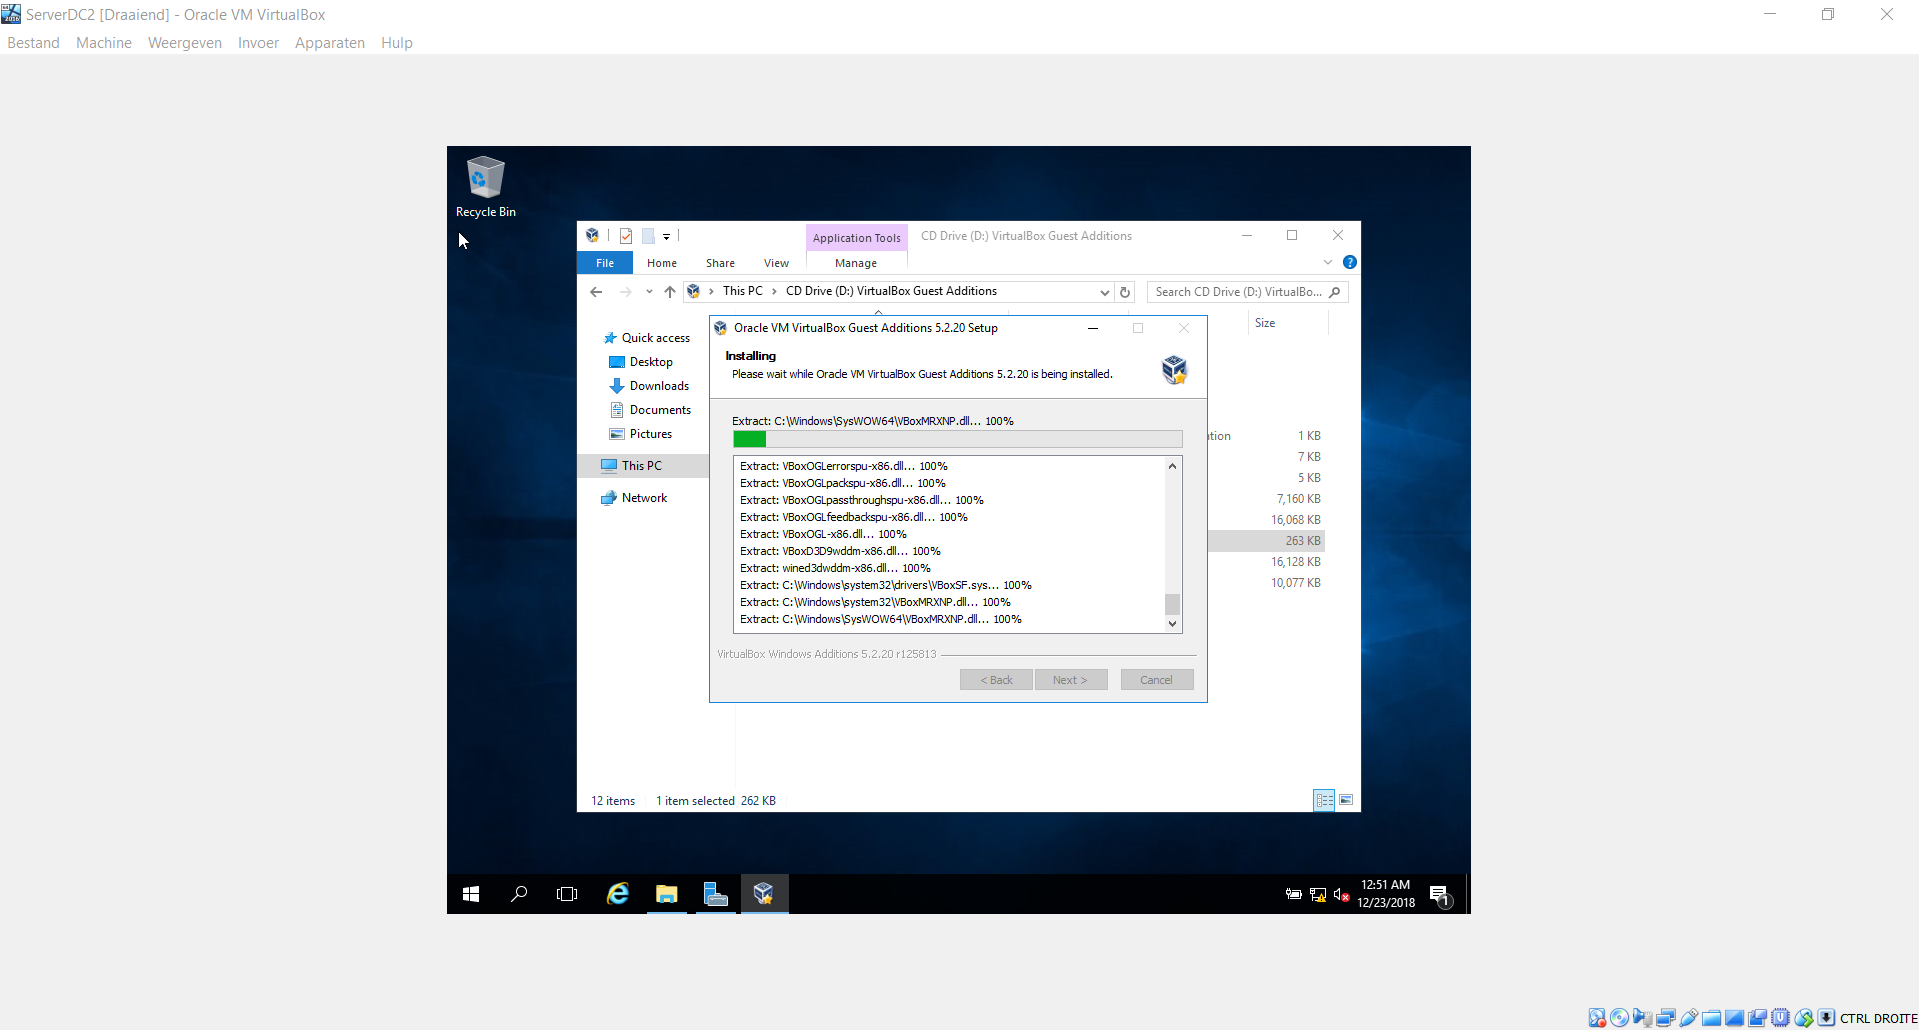 ServerDC2 [Draaiend] - Oracle VM VirtualBox
Bestand Machine Weergeven Invoer Apparaten Hulp
Recycle Bin
Application Tools CD Drive (D:) VirtualBox Guest Additions
File Home Share View Manage
This PC > CD Drive (D:) VirtualBox Guest Additions Search CD Drive (D:) VirtualBo...
Size
Quick access
Desktop
Downloads
Documents
Pictures
This PC
Network
Oracle VM VirtualBox Guest Additions 5.2.20 Setup
Installing
Please wait while Oracle VM VirtualBox Guest Additions 5.2.20 is being installed.
Extract: C:\Windows\SysWOW64\VBoxMRXNP.dll... 100%
Extract: VBoxOGLerrorspu-x86.dll... 100%
Extract: VBoxOGLpackspu-x86.dll... 100%
Extract: VBoxOGLpassthroughspu-x86.dll... 100%
Extract: VBoxOGLfeedbackspu-x86.dll... 100%
Extract: VBoxOGL-x86.dll... 100%
Extract: VBoxD3D9wddm-x86.dll... 100%
Extract: wined3dwddm-x86.dll... 100%
Extract: C:\Windows\system32\drivers\VBoxSF.sys... 100%
Extract: C:\Windows\system32\VBoxMRXNP.dll... 100%
Extract: C:\Windows\SysWOW64\VBoxMRXNP.dll... 100%
VirtualBox Windows Additions 5.2.20 r125813
< Back Next > Cancel
tion 1 KB
7 KB
5 KB
7,160 KB
16,068 KB
263 KB
16,128 KB
10,077 KB
12 items 1 item selected 262 KB
12:51 AM
12/23/2018
1
CTRL DROITE